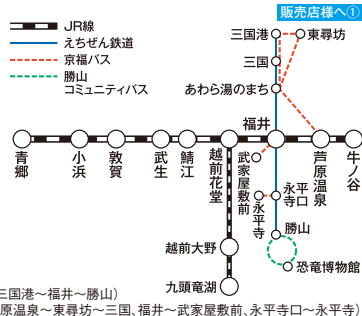 販売店様へ①
JR線
えちぜん鉄道
京福バス
勝山
コミュニティバス
三国港
東尋坊
三国
あわら湯のまち
福井
青郷
小浜
敦賀
武生
鯖江
越前花堂
武家屋敷前
芦原温泉
牛ノ谷
永平寺口
永平寺
勝山
越前大野
恐竜博物館
九頭竜湖
三国港〜福井〜勝山）
原温泉〜東尋坊〜三国、福井〜武家屋敷前、永平寺口〜永平寺）